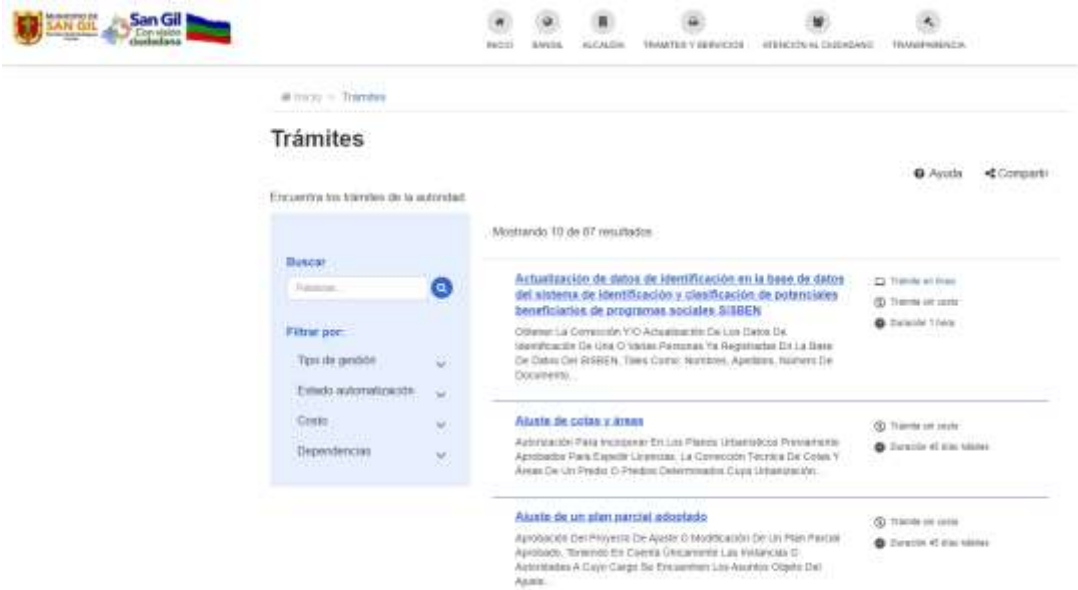 MUNICIPIO DE
SAN GIL
San Gil
Con visión
ciudadana
INICIO SANGIL ALCALDÍA TRÁMITES Y SERVICIOS ATENCIÓN AL CIUDADANO TRANSPARENCIA
Inicio Trámites
Trámites
Ayuda Compartir
Encuentra los trámites de la autoridad.
Mostrando 10 de 87 resultados
Buscar
Palabras...
Filtrar por:
Tipo de gestión
Estado automatización
Costo
Dependencias
Actualización de datos de identificación en la base de datos
del sistema de identificación y clasificación de potenciales
beneficiarios de programas sociales SISBEN
Trámite en línea
Trámite sin costo
Duración 1 hora
Obtener La Corrección Y/O Actualización De Los Datos De
Identificación De Una O Varias Personas Ya Registradas En La Base
De Datos Del SISBEN, Tales Como: Nombres, Apellidos, Número De
Documento...
Ajuste de cotas y áreas
Trámite sin costo
Duración 45 días hábiles
Autorización Para Incorporar En Los Planos Urbanísticos Previamente
Aprobados Para Expedir Licencias, La Corrección Técnica De Cotas Y
Áreas De Un Predio O Predios Determinados Cuya Urbanización...
Ajuste de un plan parcial adoptado
Trámite sin costo
Duración 45 días hábiles
Aprobación Del Proyecto De Ajuste O Modificación De Un Plan Parcial
Aprobado, Teniendo En Cuenta Únicamente Las Instancias O
Autoridades A Cuyo Cargo Se Encuentren Los Asuntos Objeto Del
Ajuste...